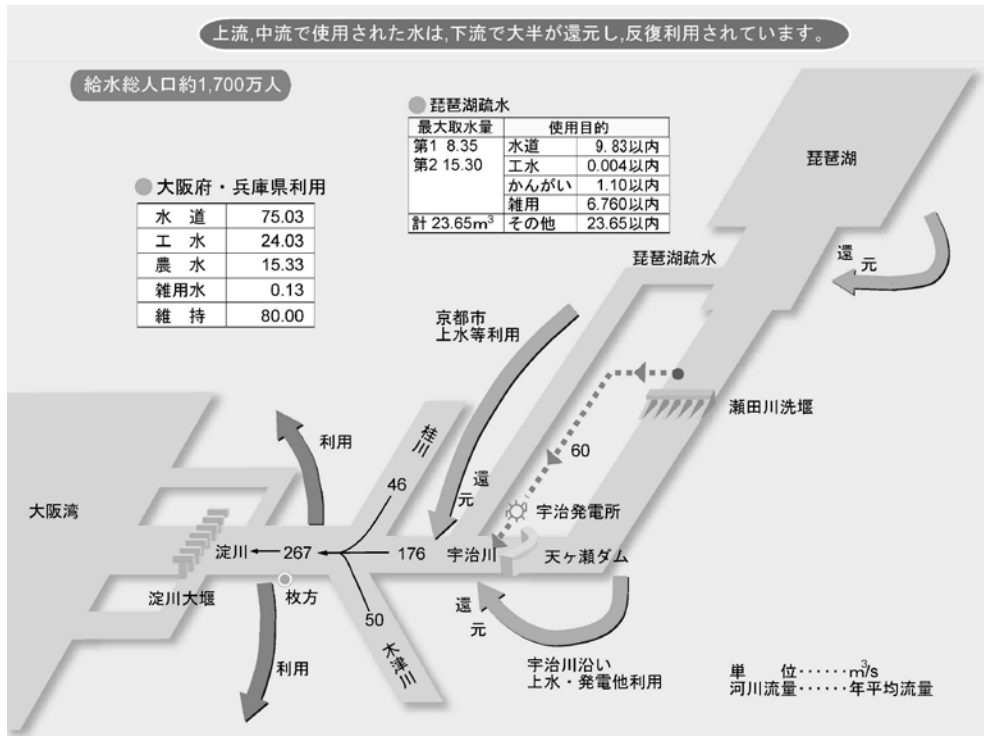 上流,中流で使用された水は,下流で大半が還元し,反復利用されています。
給水総人口約1,700万人
琵琶湖疏水
最大取水量 使用目的
第1 8.35 水道 9.83以内
第2 15.30 工水 0.004以内
かんがい 1.10以内
雑用 6.760以内
計 23.65m³ その他 23.65以内
大阪府・兵庫県利用
水 道 75.03
工 水 24.03
農 水 15.33
雑用水 0.13
維 持 80.00
琵琶湖
還元
琵琶湖疏水
京都市
上水等利用
瀬田川洗堰
60
利用
桂川
46
還元
宇治発電所
大阪湾
淀川
267
176
宇治川
天ヶ瀬ダム
淀川大堰
枚方
50
木津川
還元
利用
宇治川沿い
上水・発電他利用
単 位······m³/s
河川流量······年平均流量